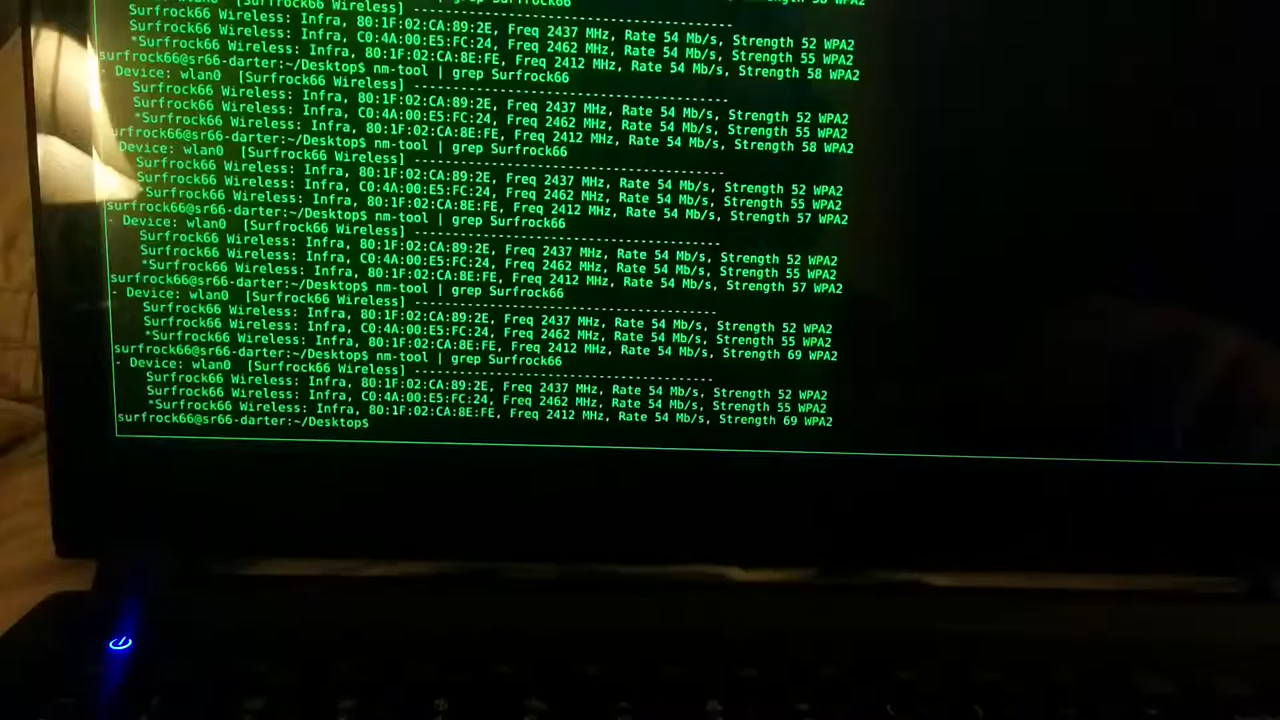 [Surfrock66 Wireless] ----------------------------------------
Surfrock66 Wireless: Infra, 80:1F:02:CA:89:2E, Freq 2437 MHz, Rate 54 Mb/s, Strength 52 WPA2
Surfrock66 Wireless: Infra, C0:4A:00:E5:FC:24, Freq 2462 MHz, Rate 54 Mb/s, Strength 55 WPA2
*Surfrock66 Wireless: Infra, 80:1F:02:CA:8E:FE, Freq 2412 MHz, Rate 54 Mb/s, Strength 58 WPA2
surfrock66@sr66-darter:~/Desktop$ nm-tool | grep Surfrock66
- Device: wlan0  [Surfrock66 Wireless] ----------------------------------------
Surfrock66 Wireless: Infra, 80:1F:02:CA:89:2E, Freq 2437 MHz, Rate 54 Mb/s, Strength 52 WPA2
Surfrock66 Wireless: Infra, C0:4A:00:E5:FC:24, Freq 2462 MHz, Rate 54 Mb/s, Strength 55 WPA2
*Surfrock66 Wireless: Infra, 80:1F:02:CA:8E:FE, Freq 2412 MHz, Rate 54 Mb/s, Strength 58 WPA2
surfrock66@sr66-darter:~/Desktop$ nm-tool | grep Surfrock66
Device: wlan0  [Surfrock66 Wireless] ----------------------------------------
Surfrock66 Wireless: Infra, 80:1F:02:CA:89:2E, Freq 2437 MHz, Rate 54 Mb/s, Strength 52 WPA2
Surfrock66 Wireless: Infra, C0:4A:00:E5:FC:24, Freq 2462 MHz, Rate 54 Mb/s, Strength 55 WPA2
*Surfrock66 Wireless: Infra, 80:1F:02:CA:8E:FE, Freq 2412 MHz, Rate 54 Mb/s, Strength 57 WPA2
surfrock66@sr66-darter:~/Desktop$ nm-tool | grep Surfrock66
- Device: wlan0  [Surfrock66 Wireless] ----------------------------------------
Surfrock66 Wireless: Infra, 80:1F:02:CA:89:2E, Freq 2437 MHz, Rate 54 Mb/s, Strength 52 WPA2
Surfrock66 Wireless: Infra, C0:4A:00:E5:FC:24, Freq 2462 MHz, Rate 54 Mb/s, Strength 55 WPA2
*Surfrock66 Wireless: Infra, 80:1F:02:CA:8E:FE, Freq 2412 MHz, Rate 54 Mb/s, Strength 57 WPA2
surfrock66@sr66-darter:~/Desktop$ nm-tool | grep Surfrock66
- Device: wlan0  [Surfrock66 Wireless] ----------------------------------------
Surfrock66 Wireless: Infra, 80:1F:02:CA:89:2E, Freq 2437 MHz, Rate 54 Mb/s, Strength 52 WPA2
Surfrock66 Wireless: Infra, C0:4A:00:E5:FC:24, Freq 2462 MHz, Rate 54 Mb/s, Strength 55 WPA2
*Surfrock66 Wireless: Infra, 80:1F:02:CA:8E:FE, Freq 2412 MHz, Rate 54 Mb/s, Strength 69 WPA2
surfrock66@sr66-darter:~/Desktop$ nm-tool | grep Surfrock66
- Device: wlan0  [Surfrock66 Wireless] ----------------------------------------
Surfrock66 Wireless: Infra, 80:1F:02:CA:89:2E, Freq 2437 MHz, Rate 54 Mb/s, Strength 52 WPA2
Surfrock66 Wireless: Infra, C0:4A:00:E5:FC:24, Freq 2462 MHz, Rate 54 Mb/s, Strength 55 WPA2
*Surfrock66 Wireless: Infra, 80:1F:02:CA:8E:FE, Freq 2412 MHz, Rate 54 Mb/s, Strength 69 WPA2
surfrock66@sr66-darter:~/Desktop$